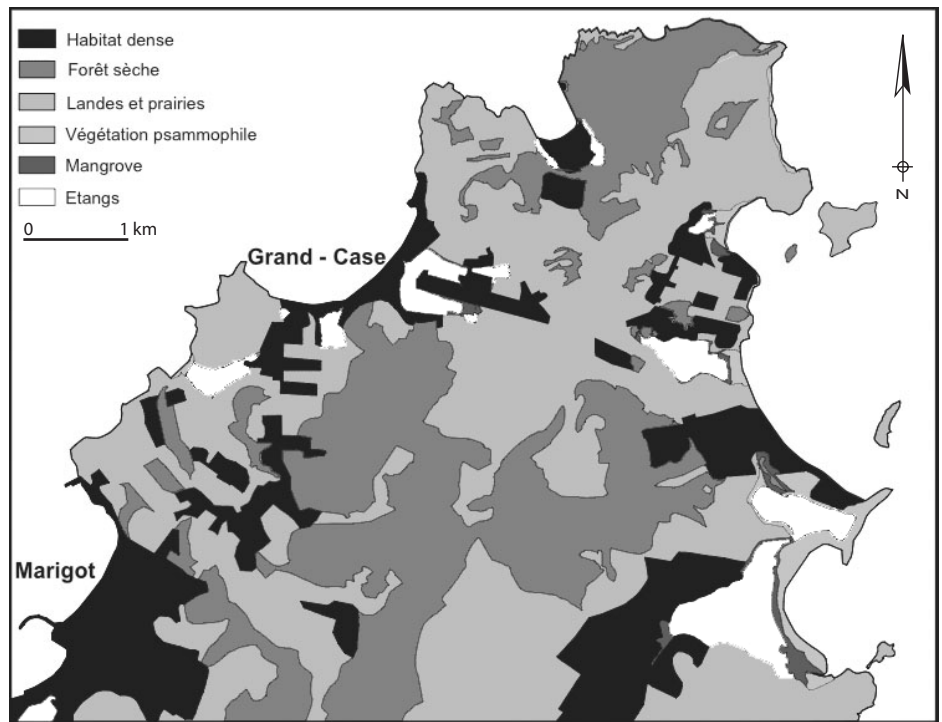 Habitat dense
Forêt sèche
Landes et prairies
Végétation psammophile
Mangrove
Etangs
0 1 km
N
Grand - Case
Marigot